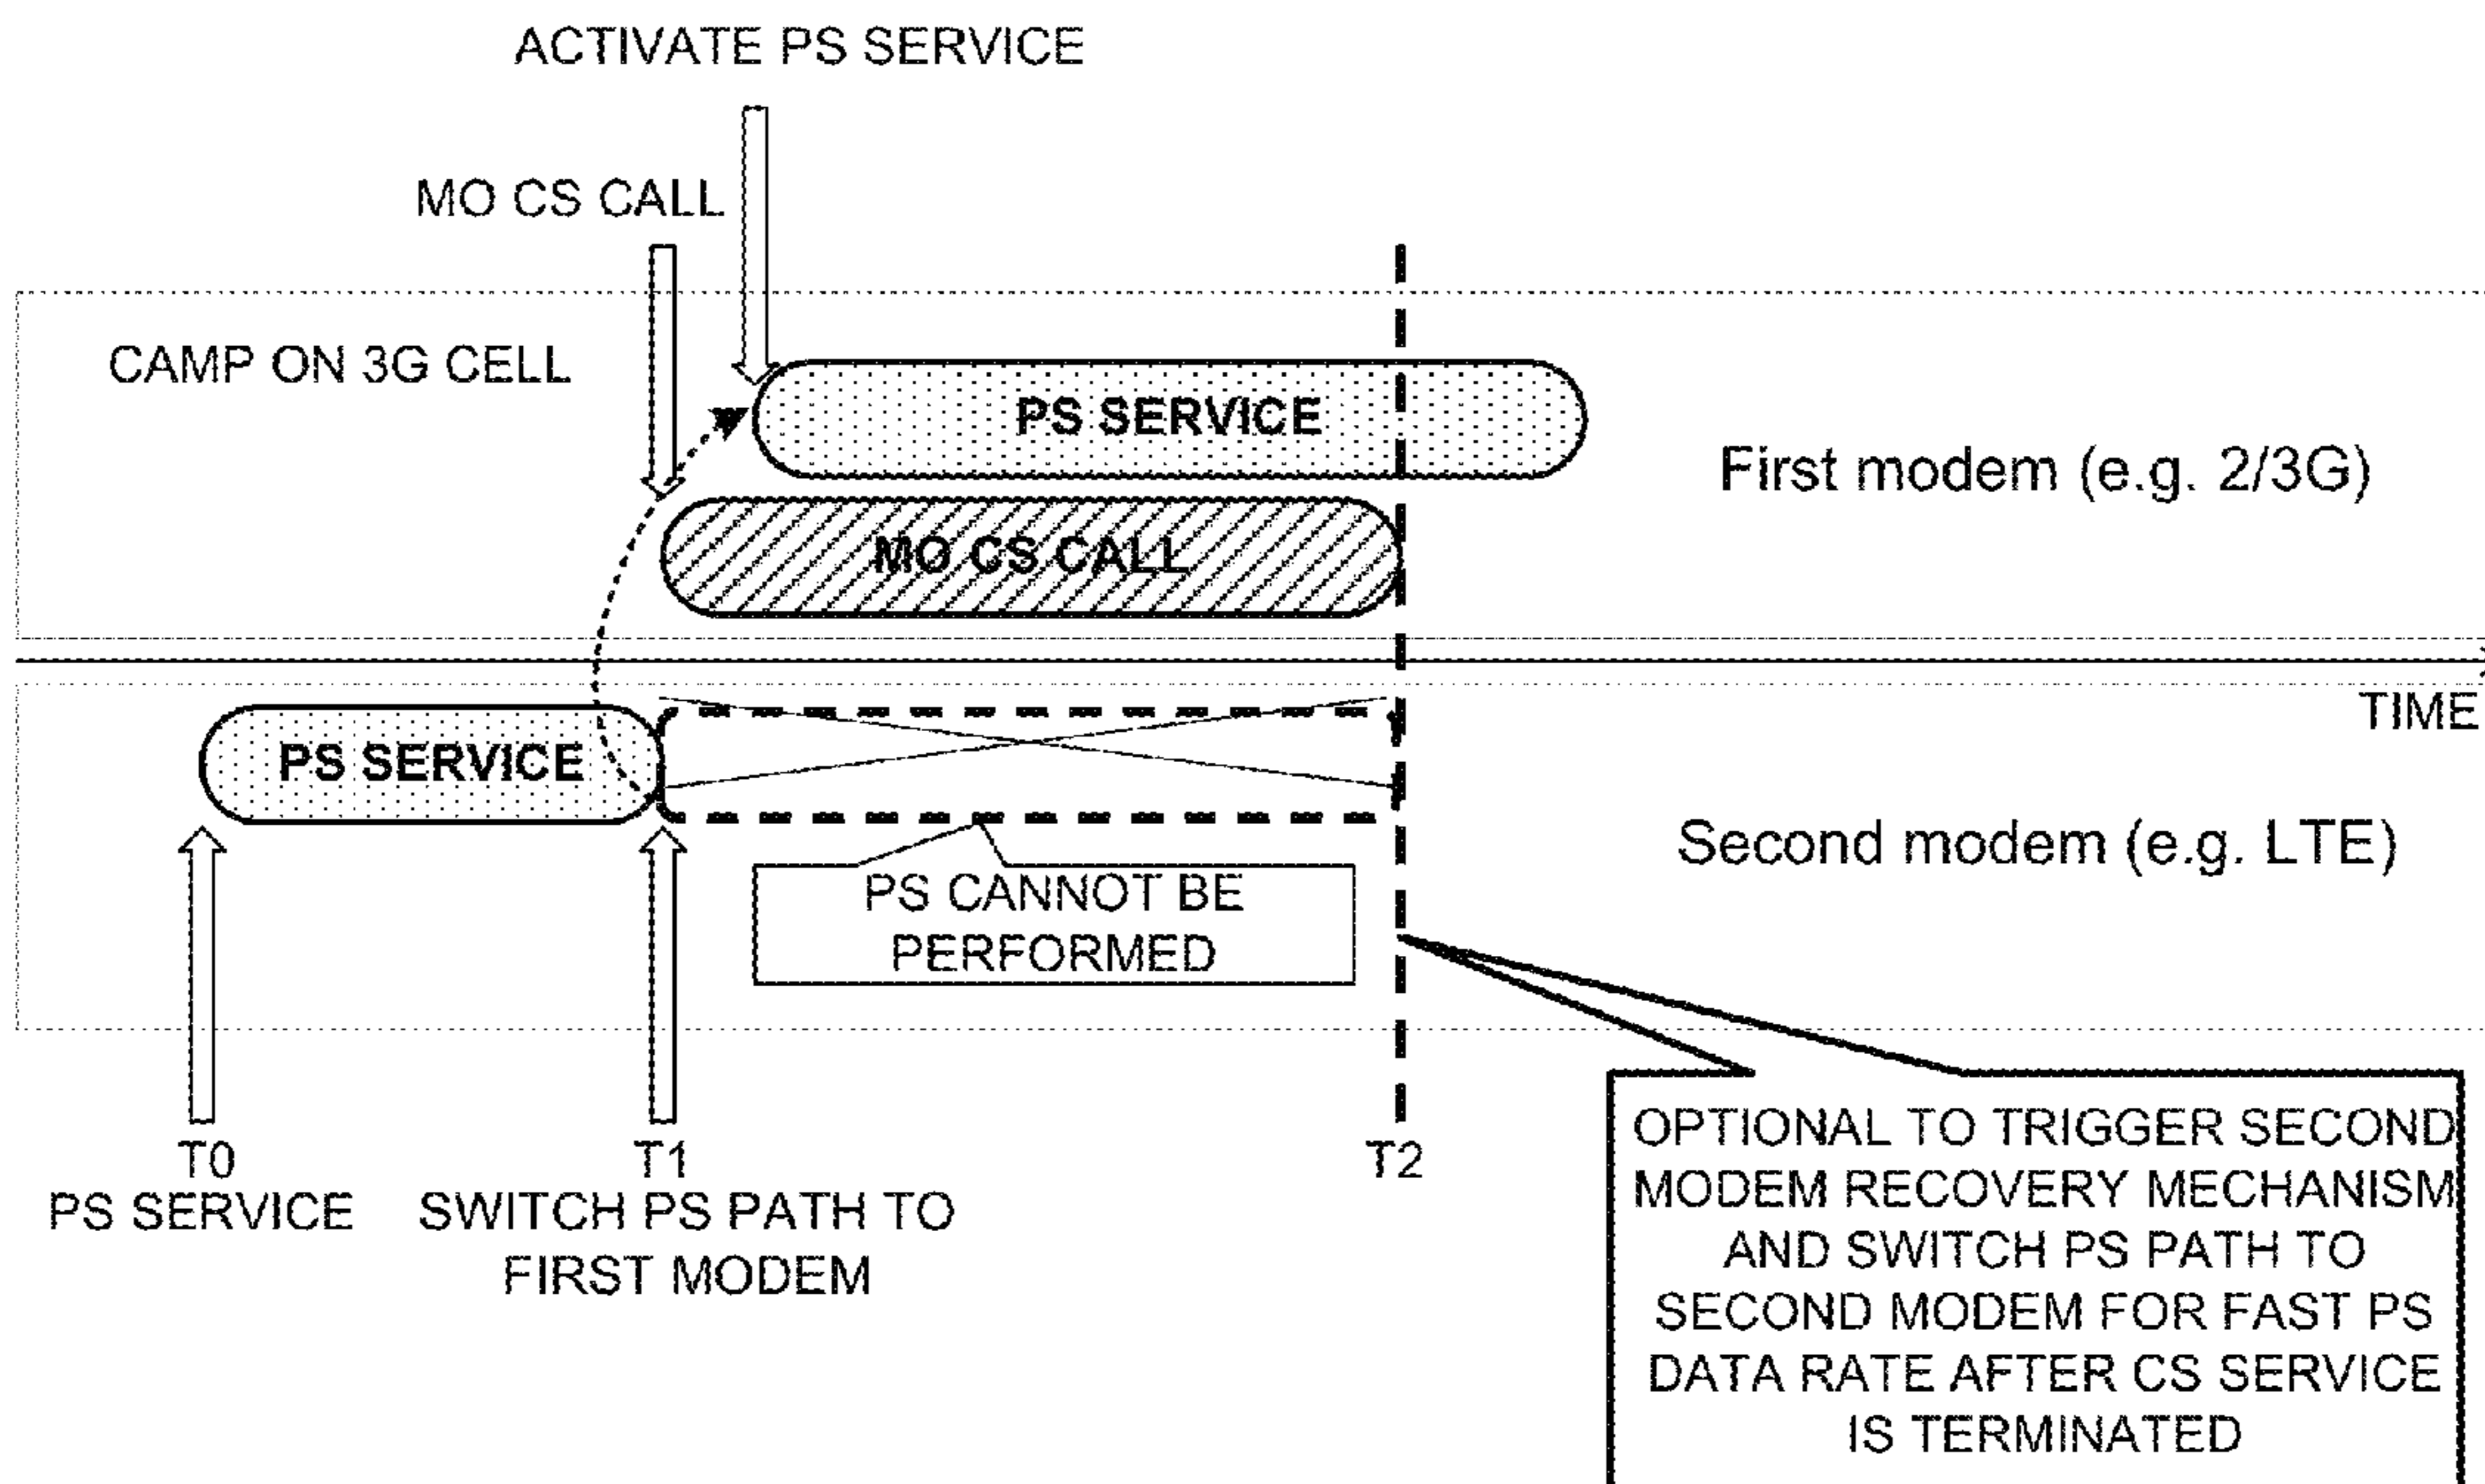 ACTIVATE PS SERVICE
MO CS CALL
CAMP ON 3G CELL
PS SERVICE
First modem (e.g. 2/3G)
MO CS CALL
TIME
PS SERVICE
Second modem (e.g. LTE)
PS CANNOT BE
PERFORMED
T0
PS SERVICE
T1
SWITCH PS PATH TO
FIRST MODEM
T2
OPTIONAL TO TRIGGER SECOND
MODEM RECOVERY MECHANISM
AND SWITCH PS PATH TO
SECOND MODEM FOR FAST PS
DATA RATE AFTER CS SERVICE
IS TERMINATED